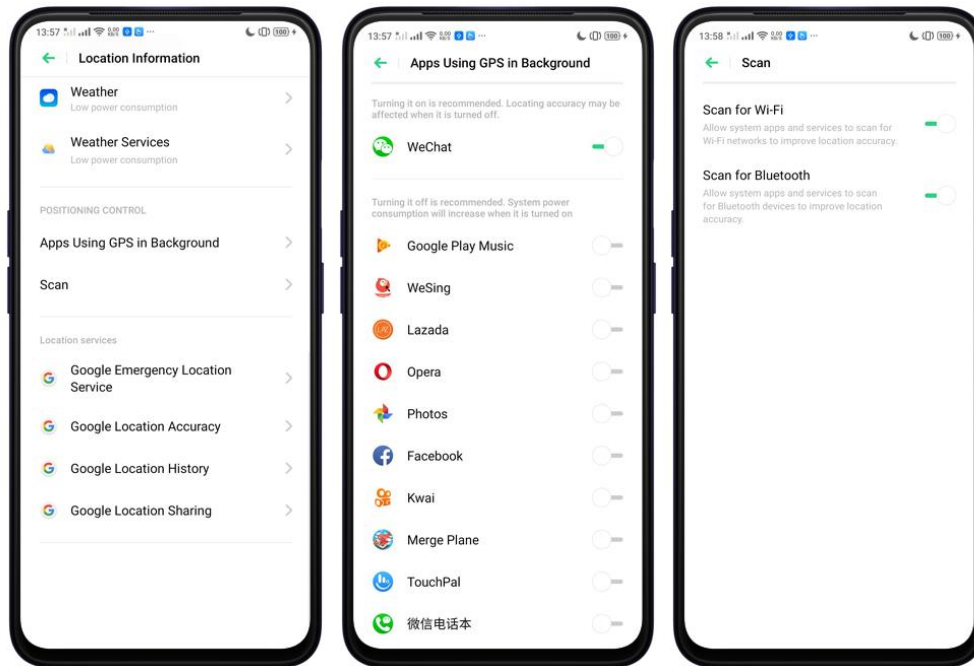 13:57
Location Information
Weather
Low power consumption
Weather Services
Low power consumption
POSITIONING CONTROL
Apps Using GPS in Background
Scan
Location services
Google Emergency Location
Service
Google Location Accuracy
Google Location History
Google Location Sharing
13:57
Apps Using GPS in Background
Turning it on is recommended. Locating accuracy may be
affected when it is turned off.
WeChat
Turning it off is recommended. System power
consumption will increase when it is turned on
Google Play Music
WeSing
Lazada
Opera
Photos
Facebook
Kwai
Merge Plane
TouchPal
微信电话本
13:58
Scan
Scan for Wi-Fi
Allow system apps and services to scan for
Wi-Fi networks to improve location accuracy.
Scan for Bluetooth
Allow system apps and services to scan
for Bluetooth devices to improve location
accuracy.